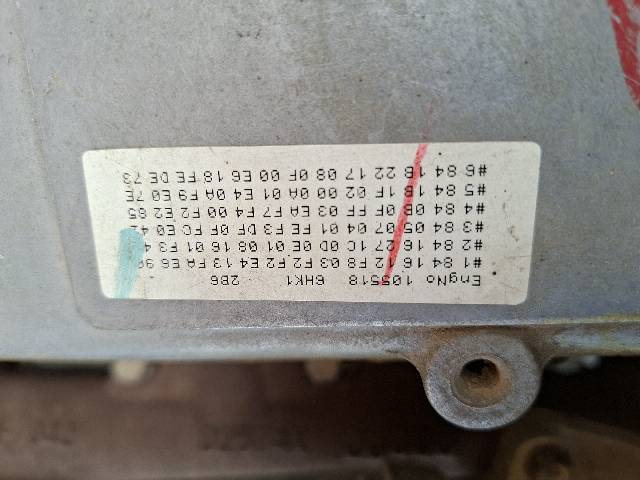 EngNo 105518 6HK1 2B6
#1 84 16 12 F8 03 F2 F2 E4 13 FA E6
#2 84 16 27 1C 0D 0E 01 08 16 01 F3
#3 84 05 07 04 01 FE F3 DF 0F FC E0 42
#4 84 0B 0F FF 03 EA F7 F4 00 F2 E2 85
#5 84 1B 1F 02 00 0A 01 E4 0A F9 E0 7E
#6 84 1B 22 17 08 0F 00 E6 18 FE DE 73